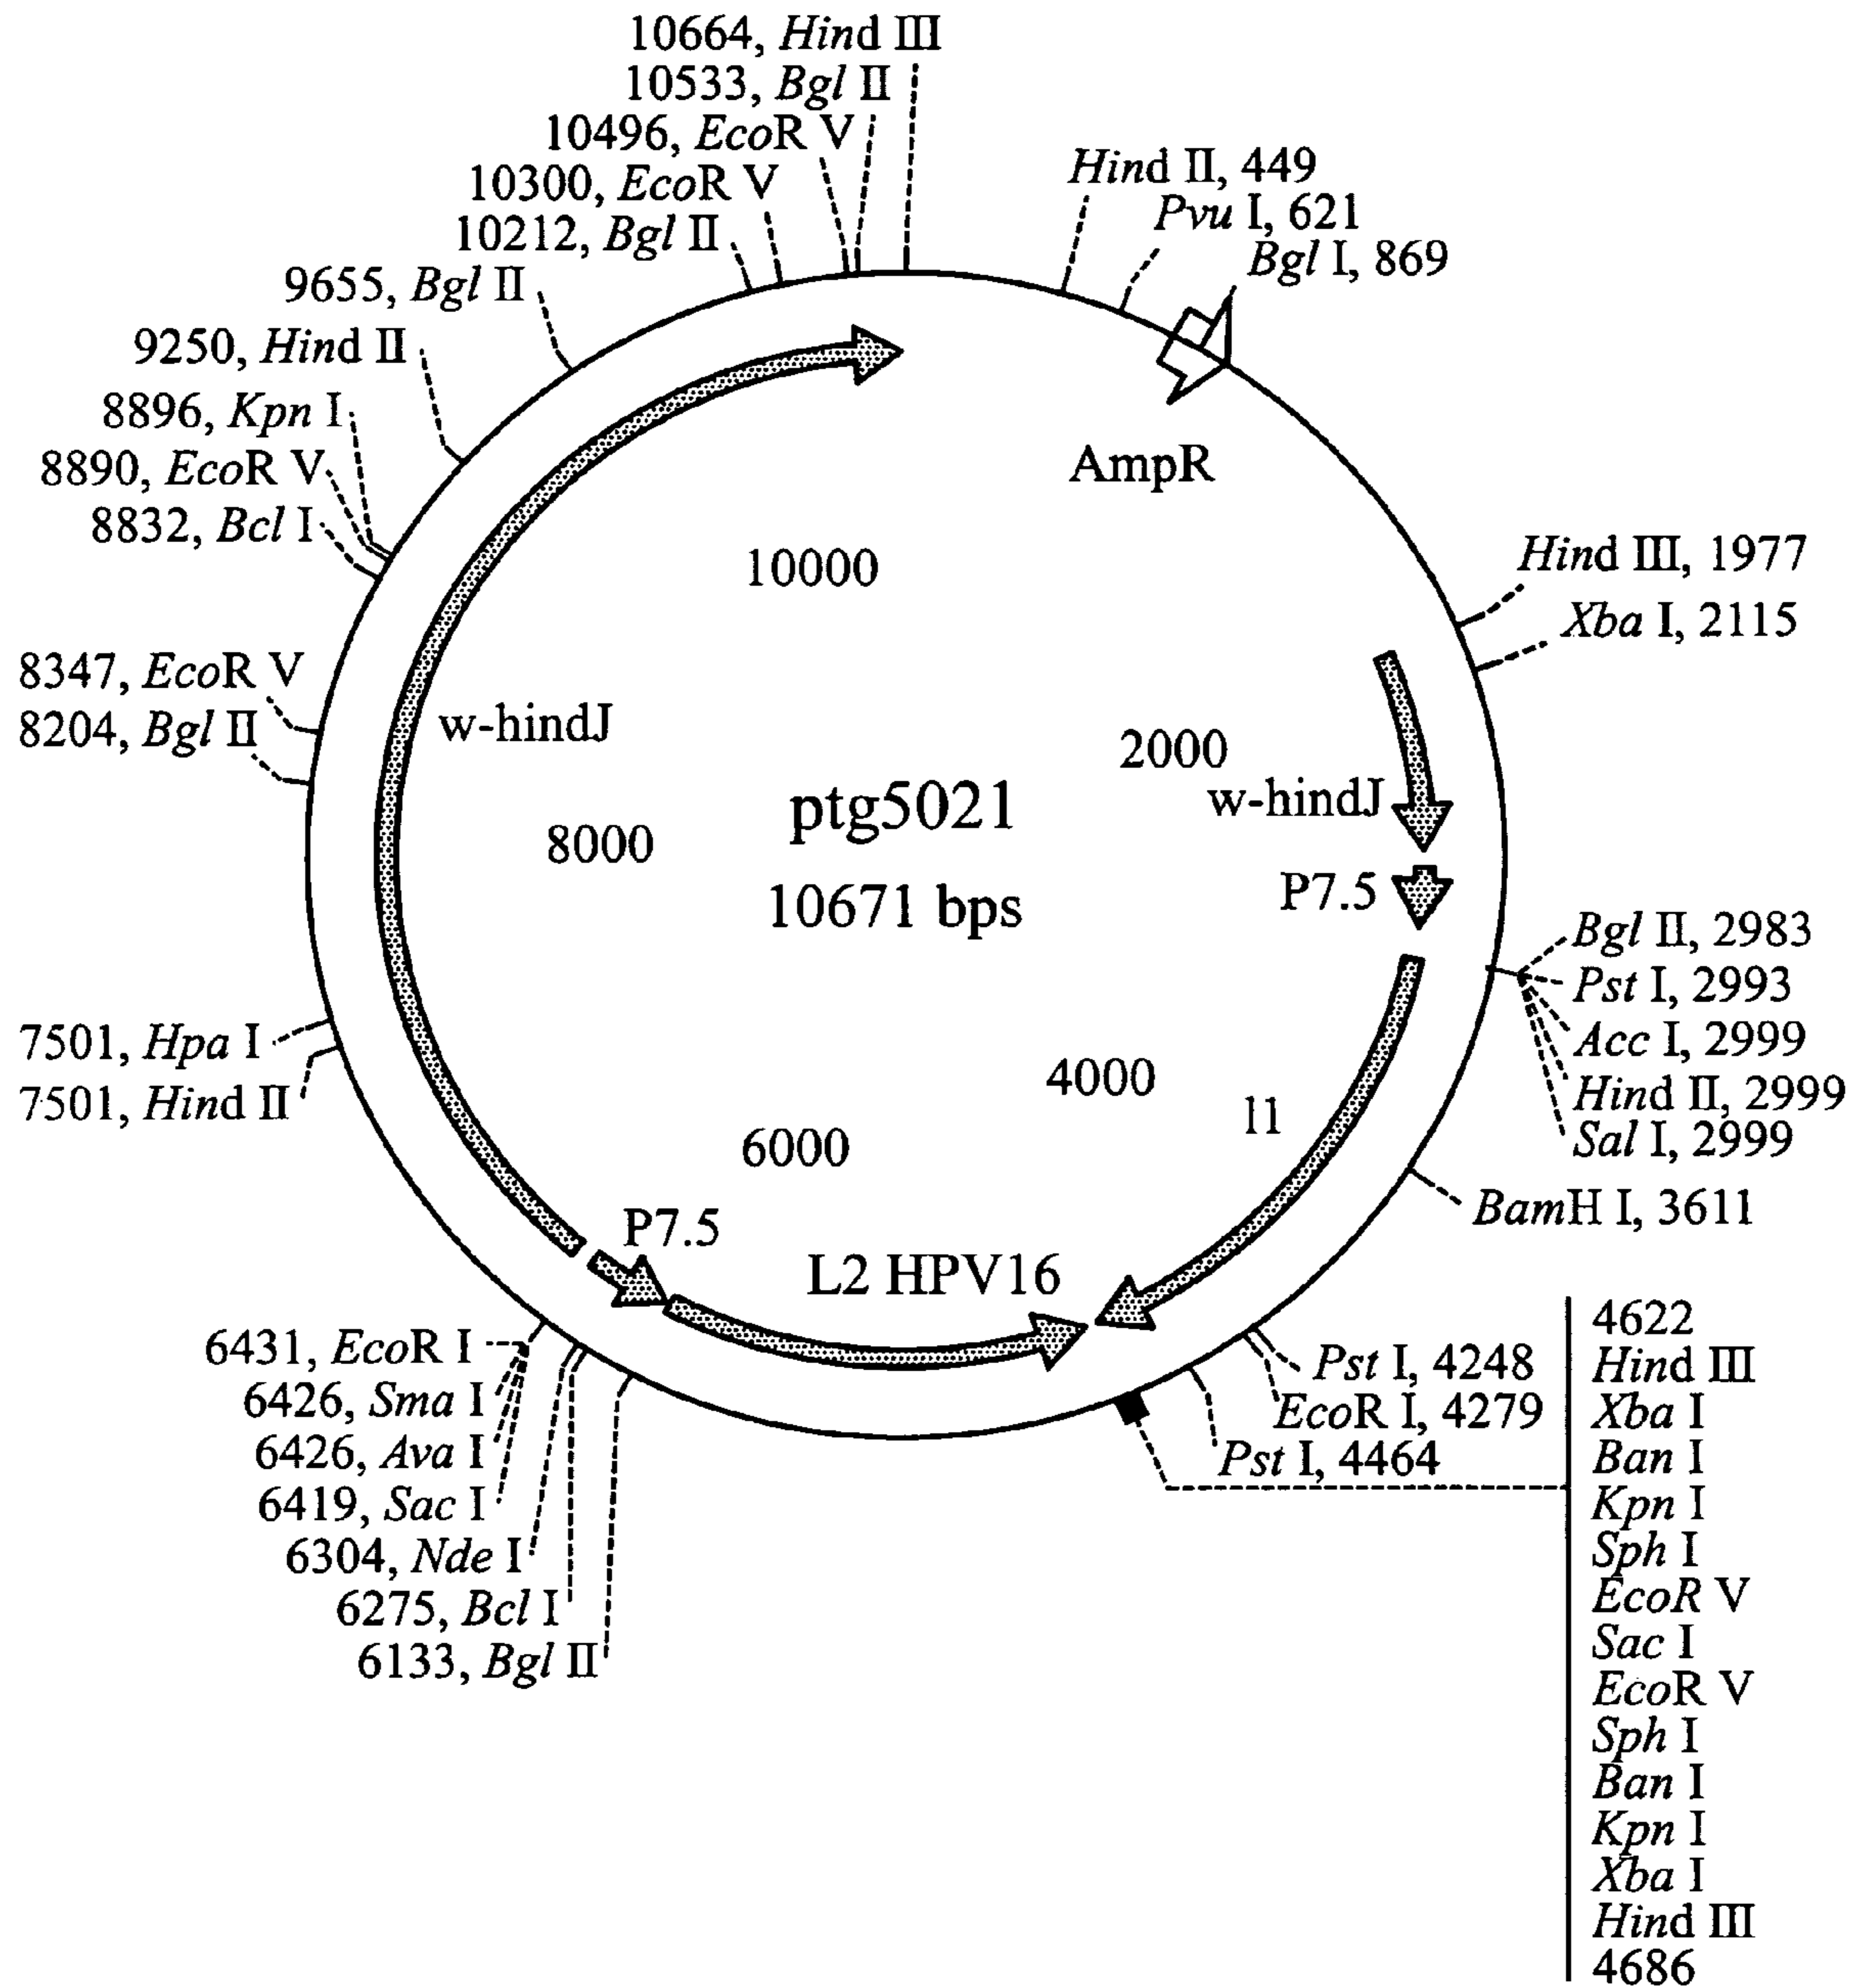 10664, Hind III
10533, Bgl II
10496, EcoR V
10300, EcoR V
10212, Bgl II
9655, Bgl II
9250, Hind II
8896, Kpn I
8890, EcoR V
8832, Bcl I
8347, EcoR V
8204, Bgl II
7501, Hpa I
7501, Hind II
6431, EcoR I
6426, Sma I
6426, Ava I
6419, Sac I
6304, Nde I
6275, Bcl I
6133, Bgl II
Hind II, 449
Pvu I, 621
Bgl I, 869
AmpR
Hind III, 1977
Xba I, 2115
10000
2000
w-hindJ
w-hindJ
ptg5021
10671 bps
8000
P7.5
4000
l1
6000
P7.5
L2 HPV16
Bgl II, 2983
Pst I, 2993
Acc I, 2999
Hind II, 2999
Sal I, 2999
BamH I, 3611
Pst I, 4248
EcoR I, 4279
Pst I, 4464
4622
Hind III
Xba I
Ban I
Kpn I
Sph I
EcoR V
Sac I
EcoR V
Sph I
Ban I
Kpn I
Xba I
Hind III
4686